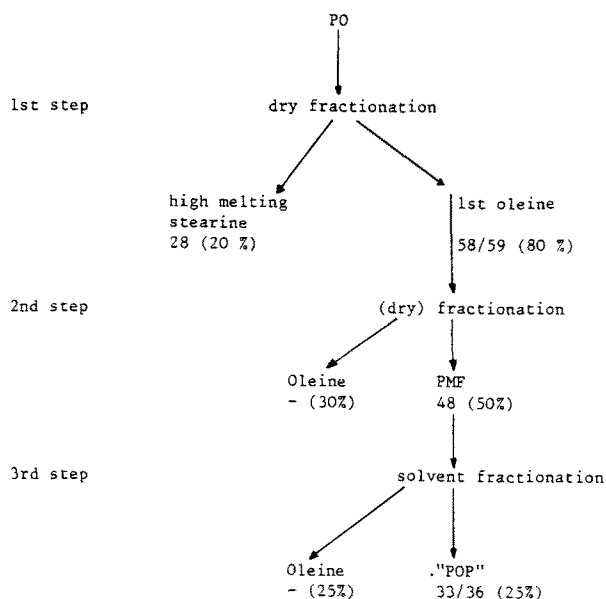 PO
1st step
dry fractionation
high melting
stearine
28 (20 %)
1st oleine
58/59 (80 %)
2nd step
(dry) fractionation
Oleine
- (30%)
PMF
48 (50%)
3rd step
solvent fractionation
Oleine
- (25%)
."POP"
33/36 (25%)